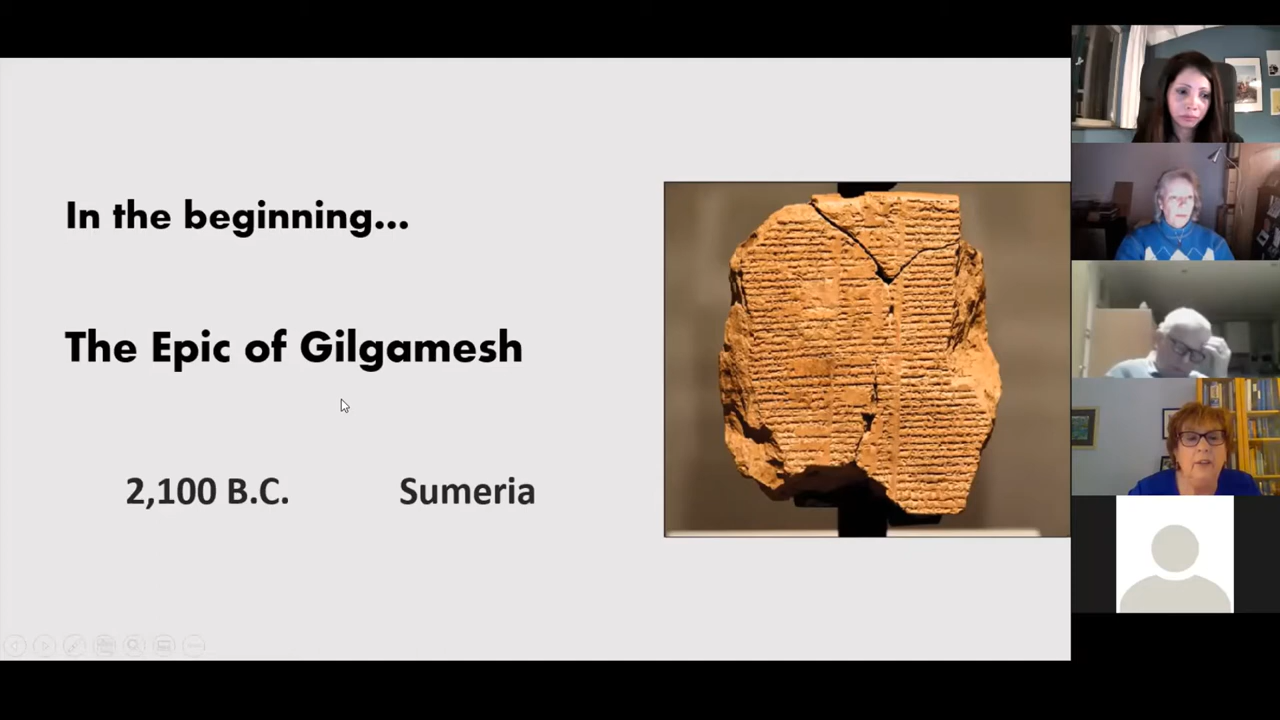 In the beginning...
The Epic of Gilgamesh
2,100 B.C. Sumeria